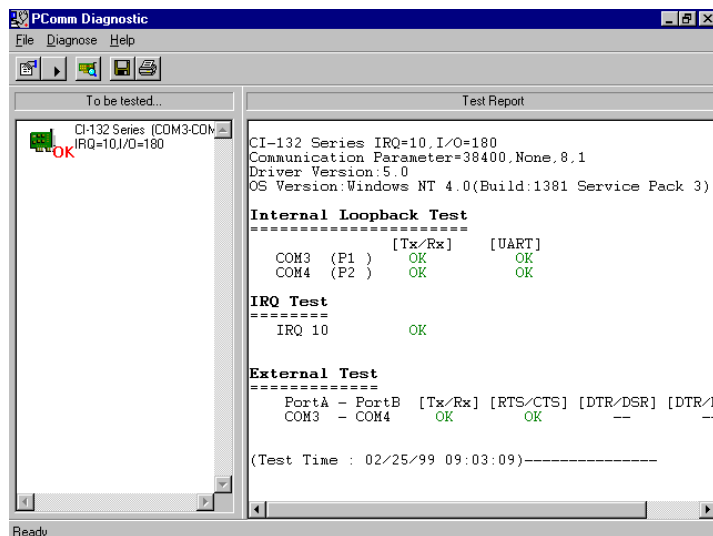 PComm Diagnostic
File Diagnose Help
To be tested...
CI-132 Series (COM3-COM
IRQ=10,I/O=180
OK
Test Report
CI-132 Series IRQ=10,I/O=180
Communication Parameter=38400,None,8,1
Driver Version:5.0
OS Version:Windows NT 4.0(Build:1381 Service Pack 3)
Internal Loopback Test
======================
[Tx/Rx] [UART]
COM3 (P1 ) OK OK
COM4 (P2 ) OK OK
IRQ Test
========
IRQ 10 OK
External Test
=============
PortA - PortB [Tx/Rx] [RTS/CTS] [DTR/DSR] [DTR/
COM3 - COM4 OK OK -- --
(Test Time : 02/25/99 09:03:09)---------------
Ready